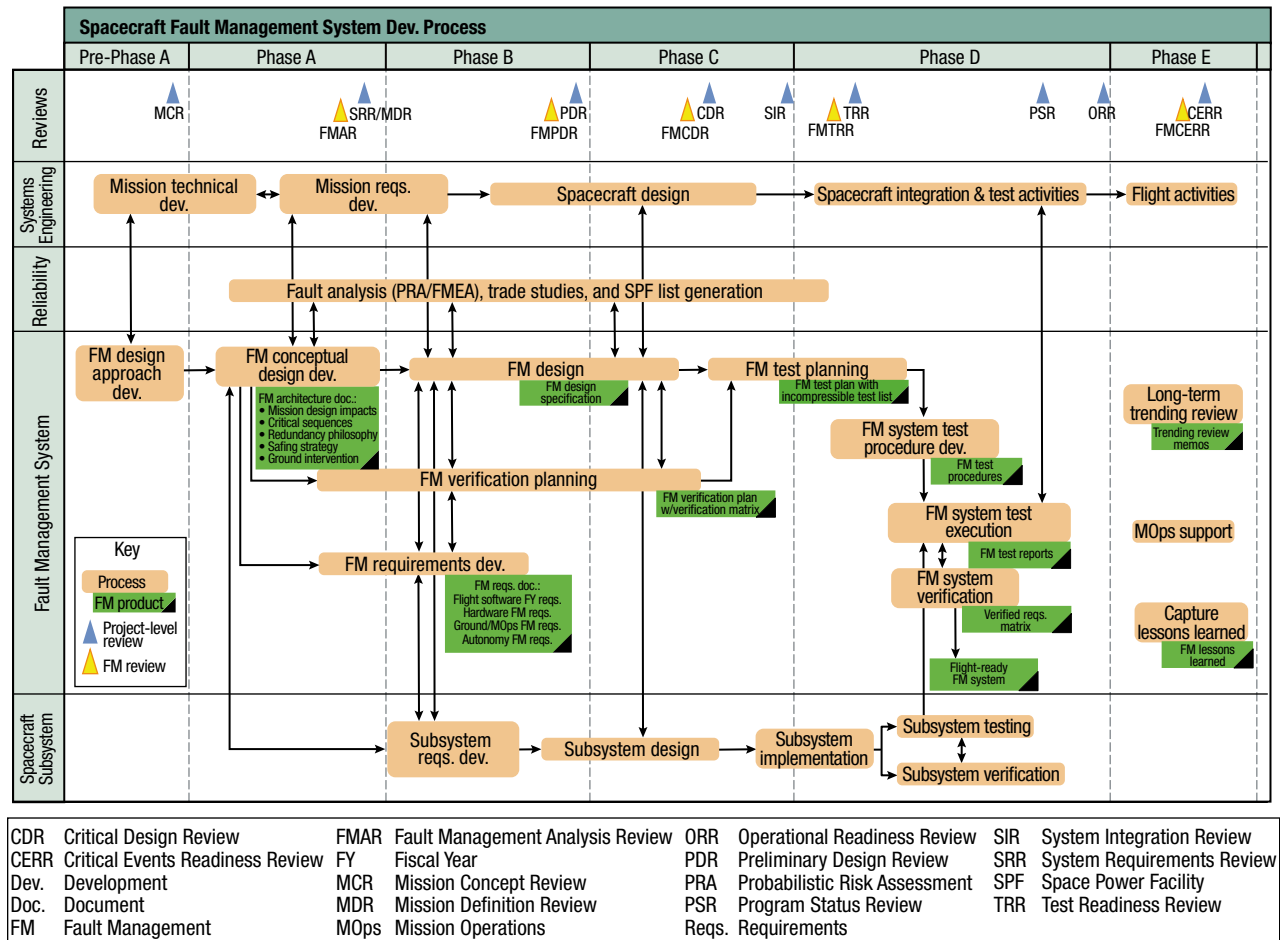 Spacecraft Fault Management System Dev. Process
Pre-Phase A
Phase A
Phase B
Phase C
Phase D
Phase E
Reviews
MCR
SRR/MDR
FMAR
PDR
FMPDR
CDR
FMCDR
SIR
TRR
FMTRR
PSR
ORR
CERR
FMCERR
Systems
Engineering
Mission technical
dev.
Mission reqs.
dev.
Spacecraft design
Spacecraft integration & test activities
Flight activities
Reliability
Fault analysis (PRA/FMEA), trade studies, and SPF list generation
Fault Management System
FM design
approach
dev.
FM conceptual
design dev.
FM architecture doc.:
• Mission design impacts
• Critical sequences
• Redundancy philosophy
• Safing strategy
• Ground intervention
FM design
FM design
specification
FM test planning
FM test plan with
incompressible test list
FM system test
procedure dev.
FM test
procedures
Long-term
trending review
Trending review
memos
FM verification planning
FM verification plan
w/verification matrix
FM system test
execution
FM test reports
MOps support
FM requirements dev.
FM reqs. doc.:
Flight software FY reqs.
Hardware FM reqs.
Ground/MOps FM reqs.
Autonomy FM reqs.
FM system
verification
Verified reqs.
matrix
Flight-ready
FM system
Capture
lessons learned
FM lessons
learned
Key
Process
FM product
Project-level
review
FM review
Spacecraft
Subsystem
Subsystem
reqs. dev.
Subsystem design
Subsystem
implementation
Subsystem testing
Subsystem verification
CDR Critical Design Review
CERR Critical Events Readiness Review
Dev. Development
Doc. Document
FM Fault Management
FMAR Fault Management Analysis Review
FY Fiscal Year
MCR Mission Concept Review
MDR Mission Definition Review
MOps Mission Operations
ORR Operational Readiness Review
PDR Preliminary Design Review
PRA Probabilistic Risk Assessment
PSR Program Status Review
Reqs. Requirements
SIR System Integration Review
SRR System Requirements Review
SPF Space Power Facility
TRR Test Readiness Review